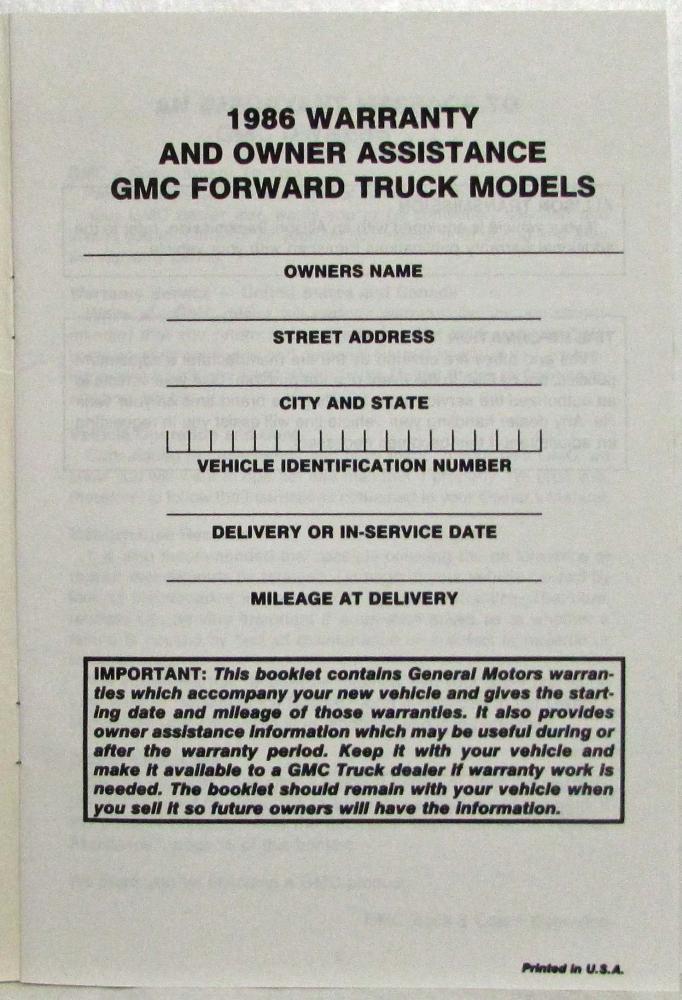 1986 WARRANTY
AND OWNER ASSISTANCE
GMC FORWARD TRUCK MODELS
OWNERS NAME
STREET ADDRESS
CITY AND STATE
VEHICLE IDENTIFICATION NUMBER
DELIVERY OR IN-SERVICE DATE
MILEAGE AT DELIVERY
IMPORTANT: This booklet contains General Motors warran-
ties which accompany your new vehicle and gives the start-
ing date and mileage of those warranties. It also provides
owner assistance information which may be useful during or
after the warranty period. Keep it with your vehicle and
make it available to a GMC Truck dealer if warranty work is
needed. The booklet should remain with your vehicle when
you sell it so future owners will have the information.
Printed in U.S.A.